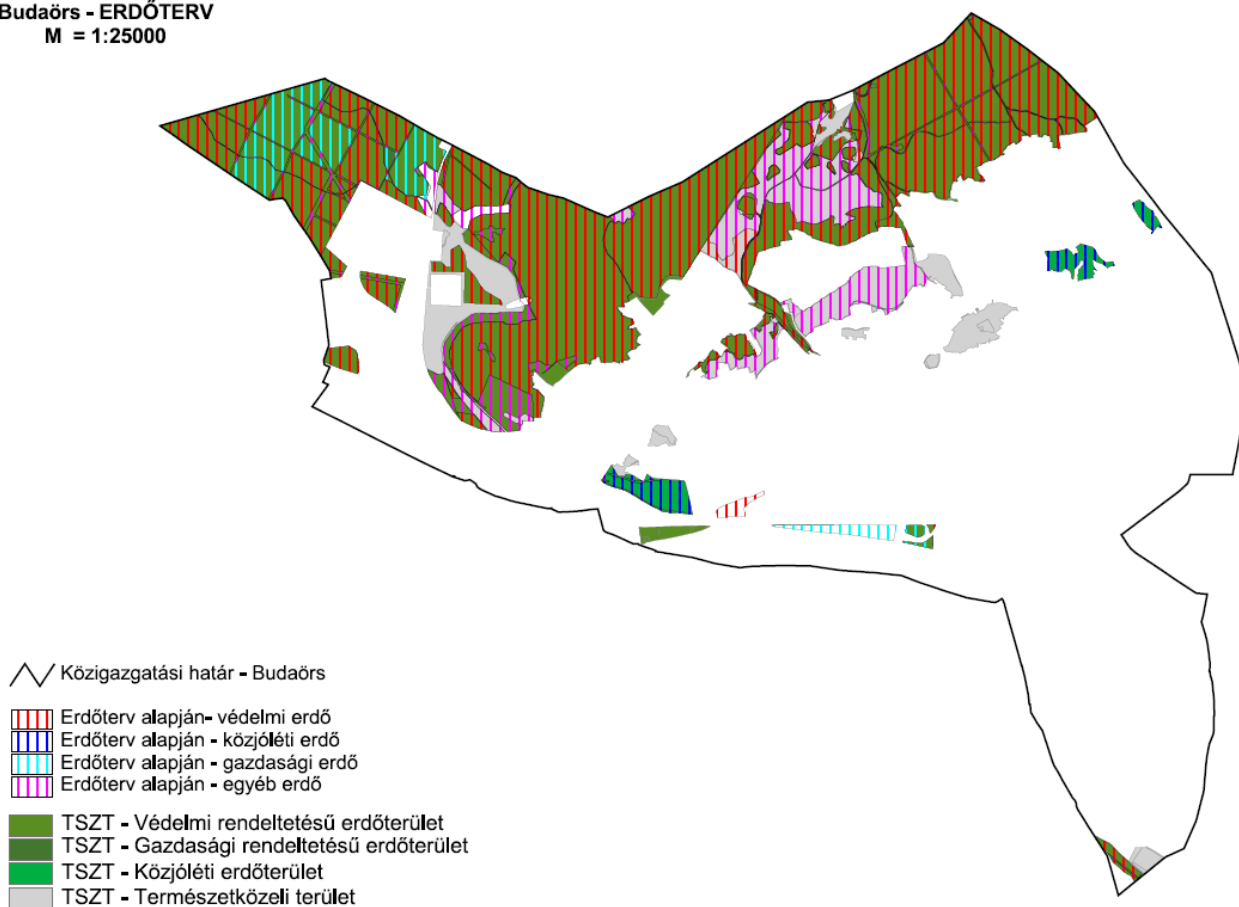 Budaörs - ERDŐTERV
M = 1:25000
Közigazgatási határ - Budaörs
Erdőterv alapján- védelmi erdő
Erdőterv alapján - közjóléti erdő
Erdőterv alapján - gazdasági erdő
Erdőterv alapján - egyéb erdő
TSZT - Védelmi rendeltetésű erdőterület
TSZT - Gazdasági rendeltetésű erdőterület
TSZT - Közjóléti erdőterület
TSZT - Természetközeli terület